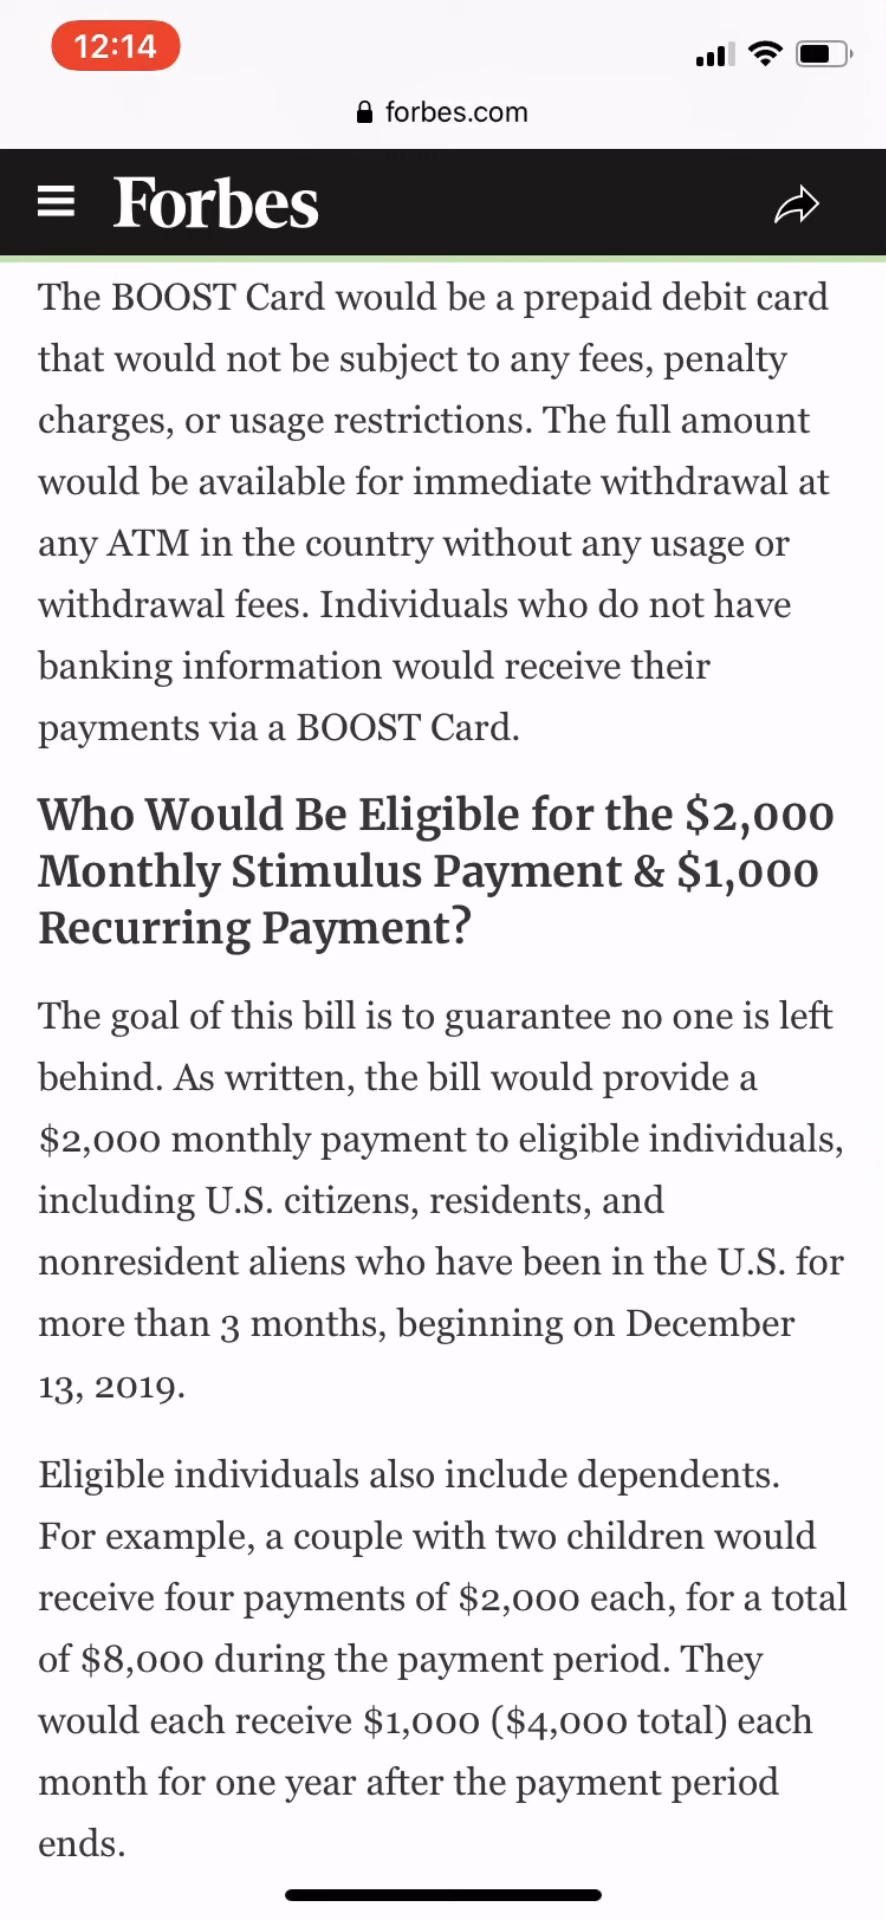 12:14
forbes.com
Forbes
The BOOST Card would be a prepaid debit card
that would not be subject to any fees, penalty
charges, or usage restrictions. The full amount
would be available for immediate withdrawal at
any ATM in the country without any usage or
withdrawal fees. Individuals who do not have
banking information would receive their
payments via a BOOST Card.
Who Would Be Eligible for the $2,000
Monthly Stimulus Payment & $1,000
Recurring Payment?
The goal of this bill is to guarantee no one is left
behind. As written, the bill would provide a
$2,000 monthly payment to eligible individuals,
including U.S. citizens, residents, and
nonresident aliens who have been in the U.S. for
more than 3 months, beginning on December
13, 2019.
Eligible individuals also include dependents.
For example, a couple with two children would
receive four payments of $2,000 each, for a total
of $8,000 during the payment period. They
would each receive $1,000 ($4,000 total) each
month for one year after the payment period
ends.